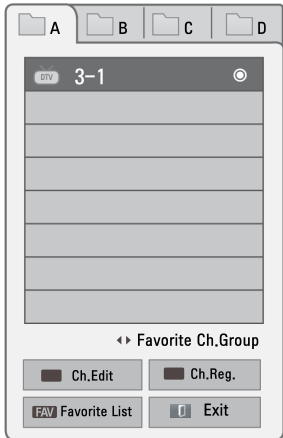 A B C D
DTV 3-1
Favorite Ch.Group
Ch.Edit Ch.Reg.
FAV Favorite List Exit